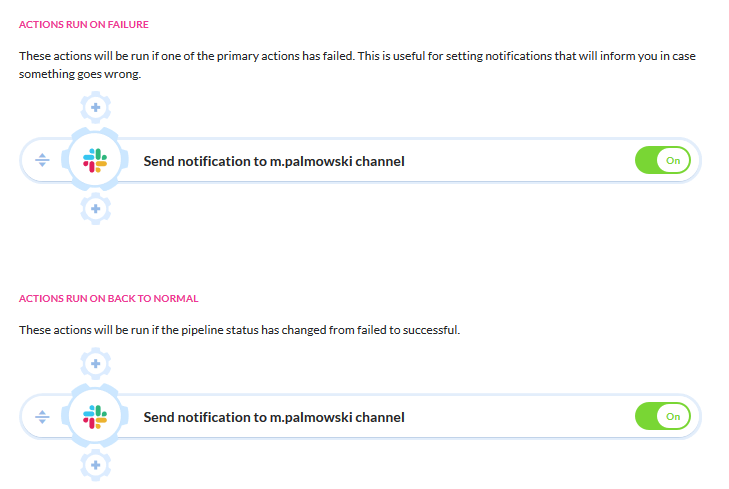 ACTIONS RUN ON FAILURE
These actions will be run if one of the primary actions has failed. This is useful for setting notifications that will inform you in case
something goes wrong.
Send notification to m.palmowski channel
On
ACTIONS RUN ON BACK TO NORMAL
These actions will be run if the pipeline status has changed from failed to successful.
Send notification to m.palmowski channel
On